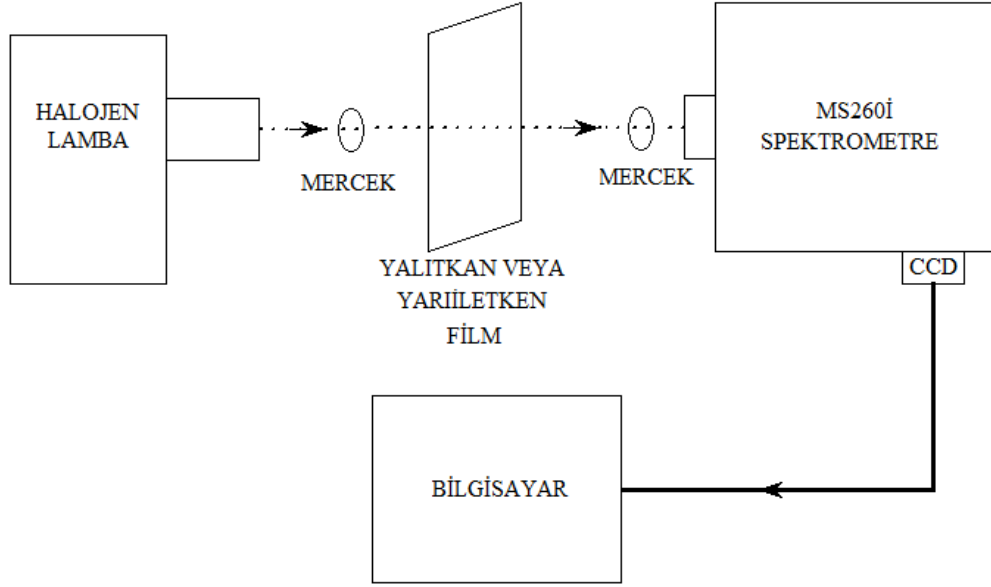 HALOJEN
LAMBA
MERCEK
YALITKAN VEYA
YARIİLETKEN
FİLM
MERCEK
MS260İ
SPEKTROMETRE
CCD
BİLGİSAYAR